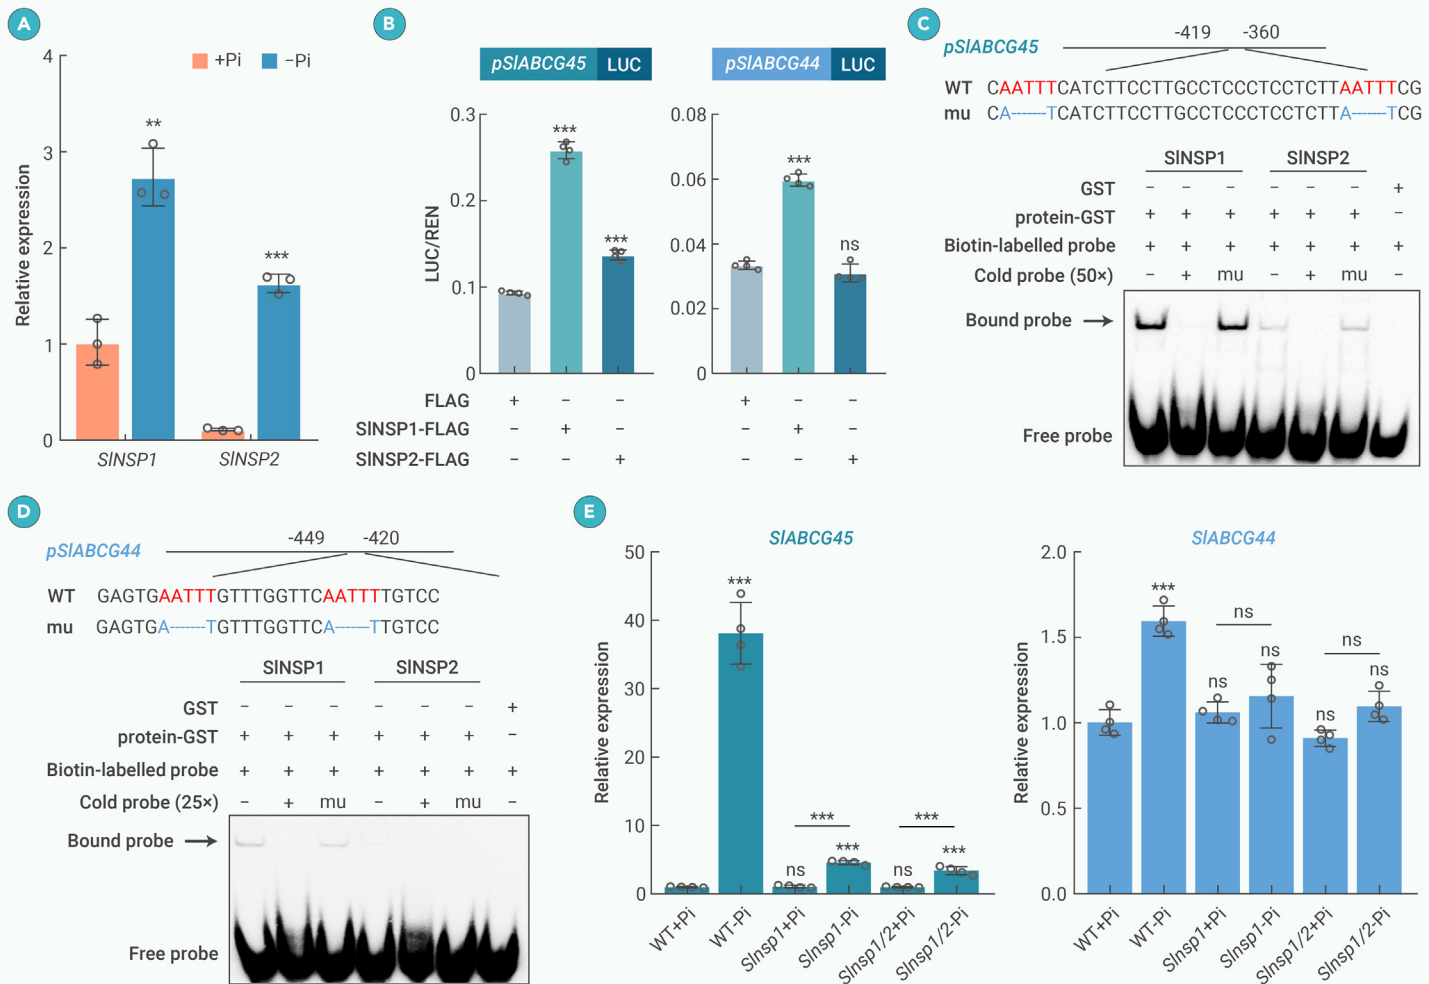 A
+Pi
−Pi
4
3
2
1
0
Relative expression
**
***
SlNSP1
SlNSP2
B
pSlABCG45 LUC
pSlABCG44 LUC
0.3
0.2
0.1
0
LUC/REN
***
***
0.08
0.06
0.04
0.02
0
***
ns
FLAG + − − + − −
SlNSP1-FLAG − + − − + −
SlNSP2-FLAG − − + − − +
C
pSlABCG45
-419 -360
WT CAATTTCATCTTCCTTGCCTCCCTCCTCTTAATTTCG
mu CA-------TCATCTTCCTTGCCTCCCTCCTCTTA-------TCG
SlNSP1 SlNSP2
GST − − − − − − +
protein-GST + + + + + + −
Biotin-labelled probe + + + + + + +
Cold probe (50×) − + mu − + mu −
Bound probe
Free probe
D
pSlABCG44
-449 -420
WT GAGTGAATTTGTTTGGTTCAATTTTGTCC
mu GAGTGA-------TGTTTGGTTCA-------TTGTCC
SlNSP1 SlNSP2
GST − − − − − − +
protein-GST + + + + + + −
Biotin-labelled probe + + + + + + +
Cold probe (25×) − + mu − + mu −
Bound probe
Free probe
E
SlABCG45
50
40
30
20
10
0
Relative expression
***
ns
***
***
ns
***
***
WT+Pi
WT-Pi
Slnsp1+Pi
Slnsp1-Pi
Slnsp1/2+Pi
Slnsp1/2-Pi
SlABCG44
2.0
1.5
1.0
0.5
0.0
Relative expression
***
ns
ns
ns
ns
ns
ns
WT+Pi
WT-Pi
Slnsp1+Pi
Slnsp1-Pi
Slnsp1/2+Pi
Slnsp1/2-Pi